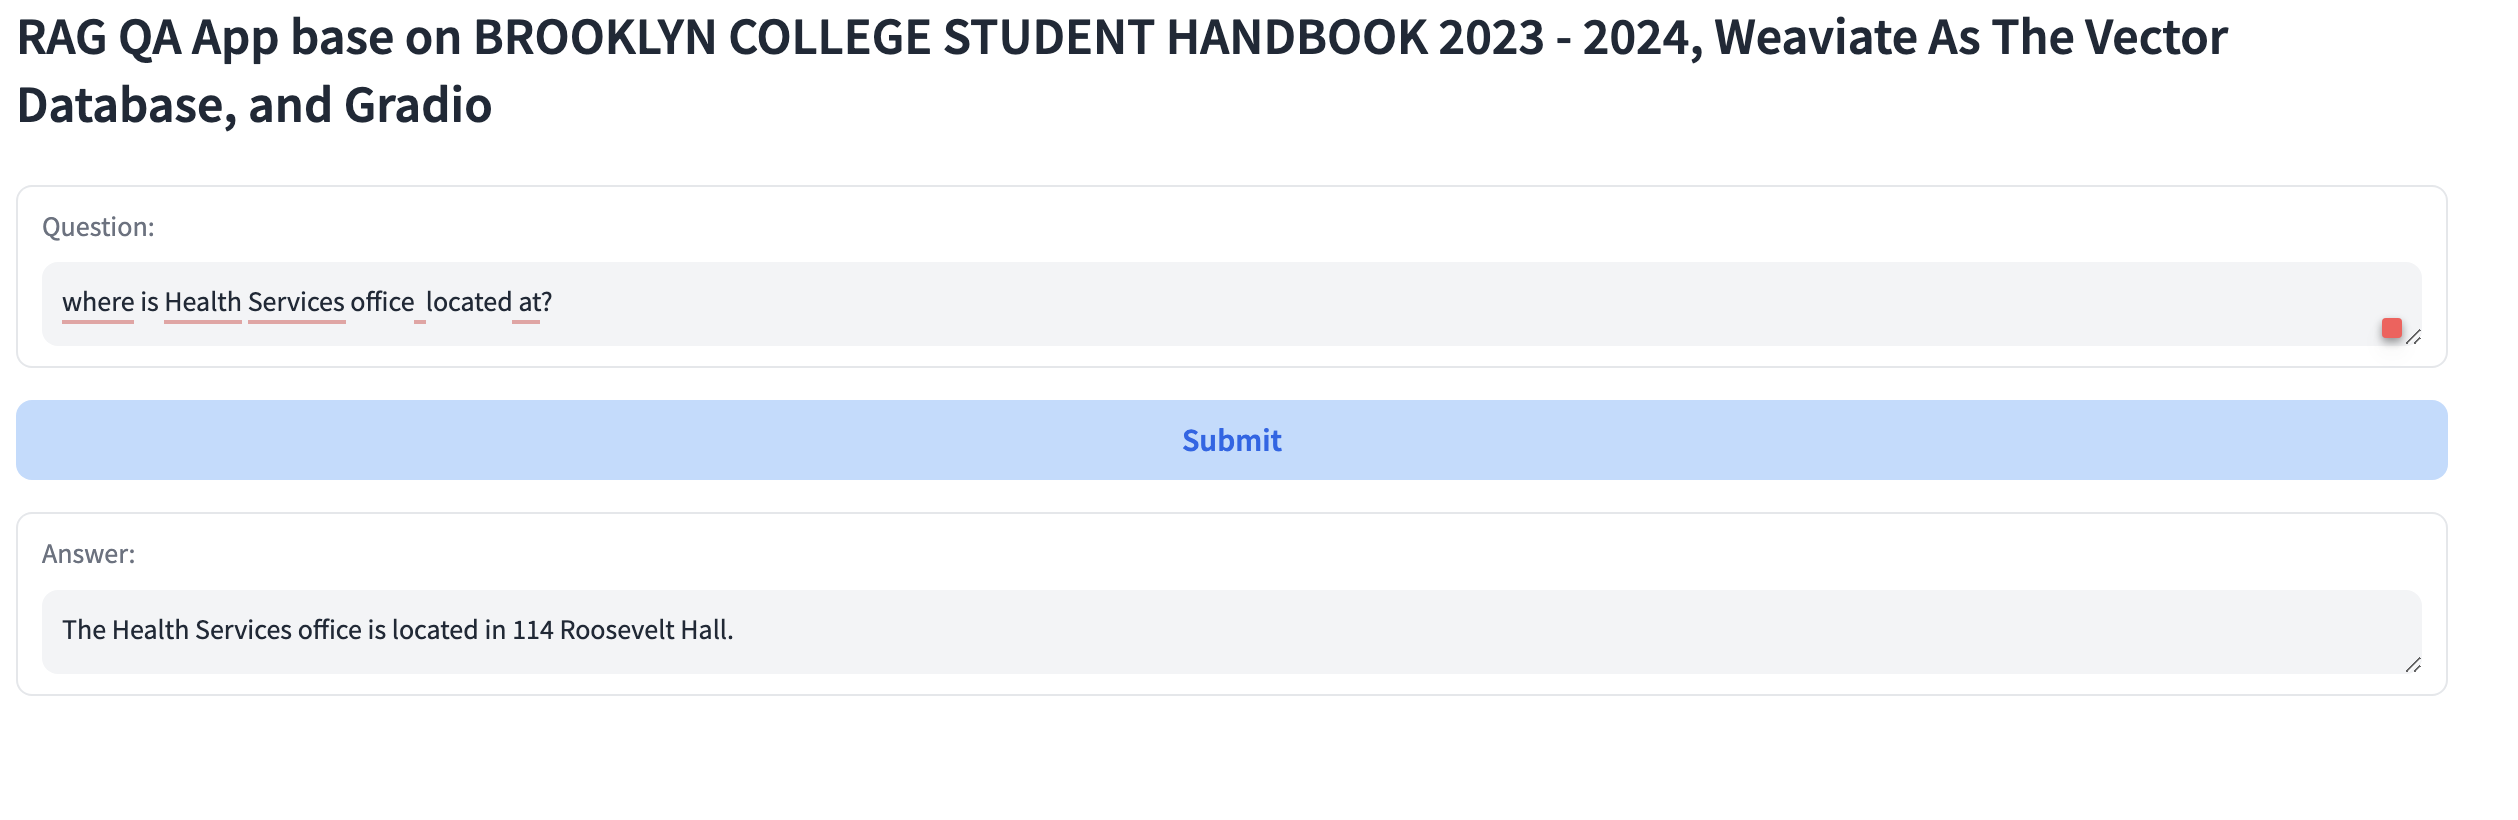 RAG QA App base on BROOKLYN COLLEGE STUDENT HANDBOOK 2023 - 2024, Weaviate As The Vector
Database, and Gradio
Question:
where is Health Services office  located at?
Submit
Answer:
The Health Services office is located in 114 Roosevelt Hall.